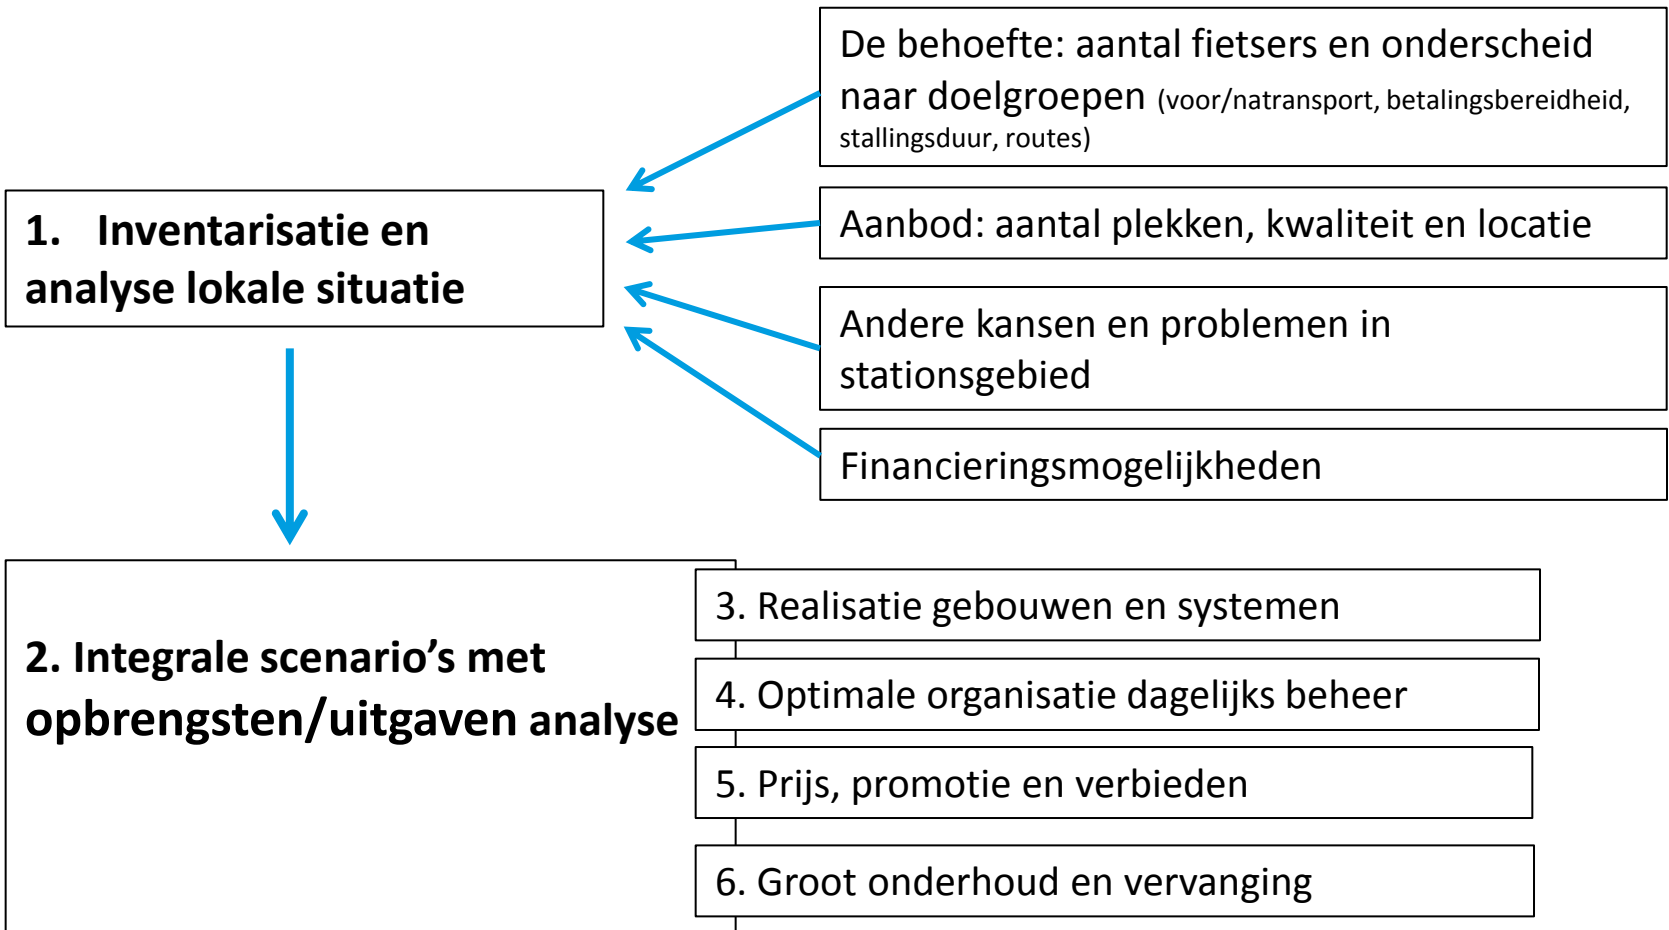 De behoefte: aantal fietsers en onderscheid
naar doelgroepen (voor/natransport, betalingsbereidheid,
stallingsduur, routes)
1. Inventarisatie en
analyse lokale situatie
Aanbod: aantal plekken, kwaliteit en locatie
Andere kansen en problemen in
stationsgebied
Financieringsmogelijkheden
2. Integrale scenario’s met
opbrengsten/uitgaven analyse
3. Realisatie gebouwen en systemen
4. Optimale organisatie dagelijks beheer
5. Prijs, promotie en verbieden
6. Groot onderhoud en vervanging